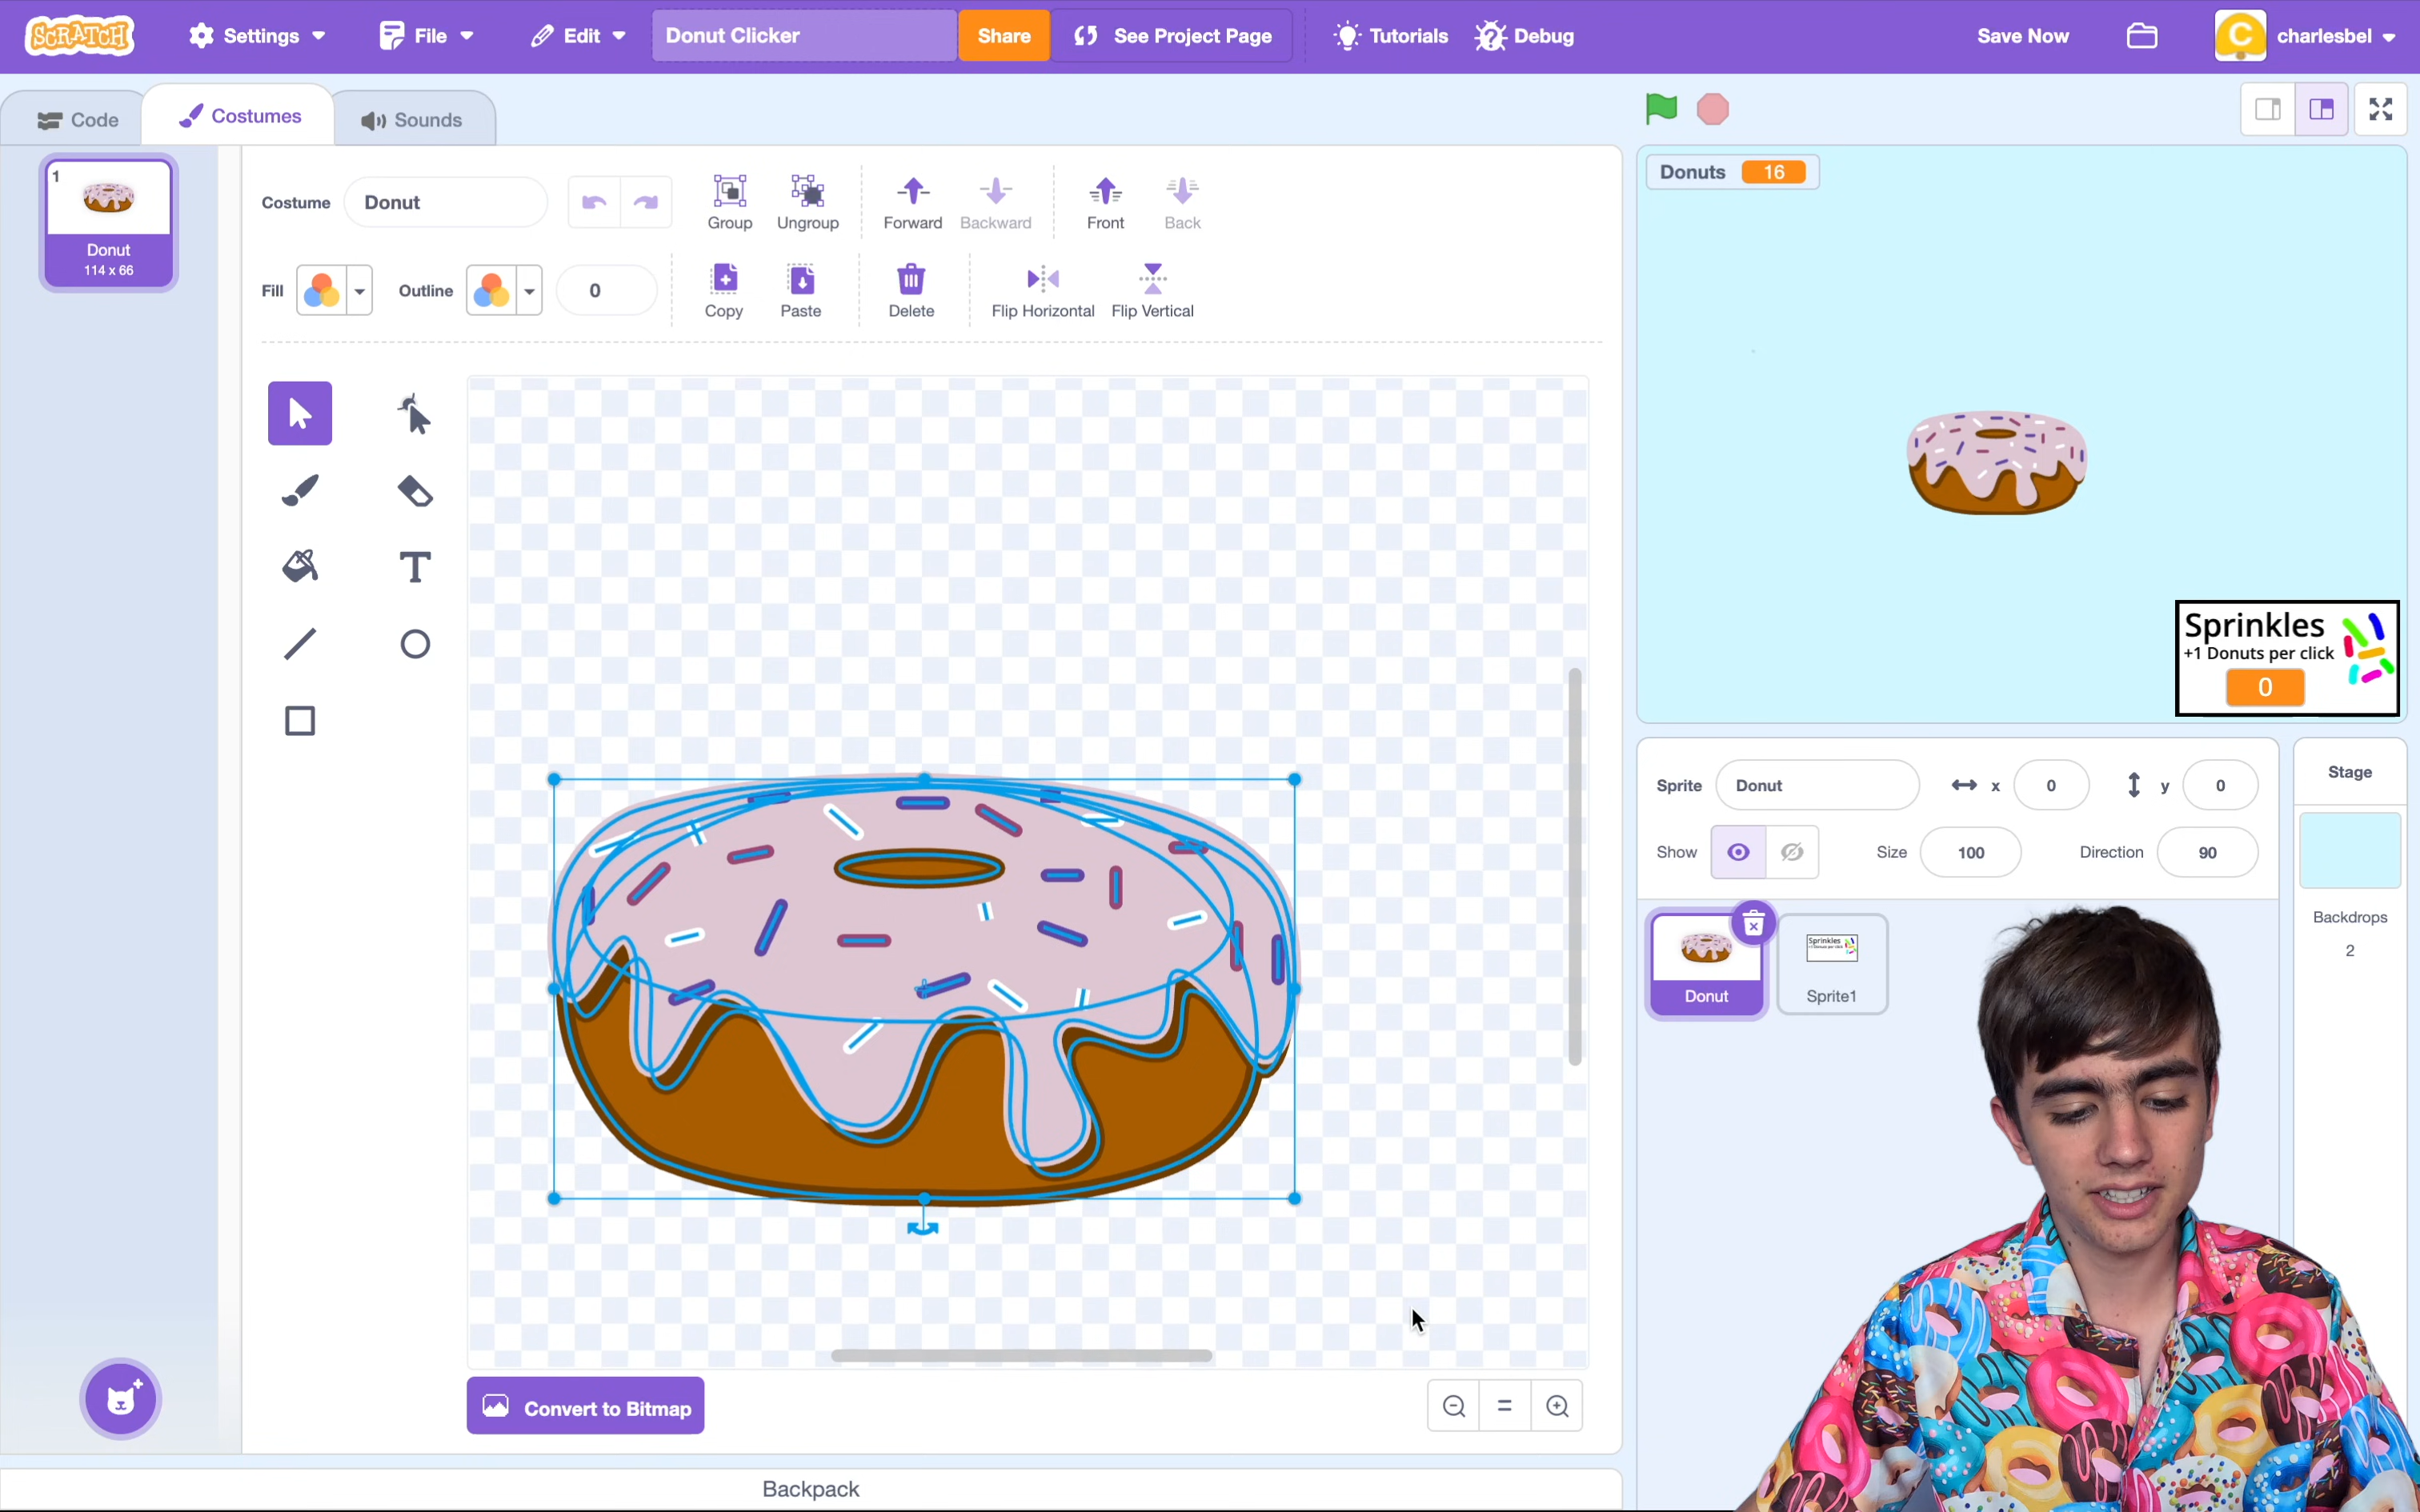 SCRATCH Settings File Edit Donut Clicker Share See Project Page Tutorials Debug Save Now C charlesbel
Code Costumes Sounds
1
Donut
114 x 66
Costume Donut
Group Ungroup Forward Backward Front Back
Fill Outline 0 Copy Paste Delete Flip Horizontal Flip Vertical
T
Convert to Bitmap
Backpack
Donuts 16
Sprinkles
+1 Donuts per click
0
Sprite Donut x 0 y 0
Show Size 100 Direction 90
Donut
Sprinkles
Sprite1
Stage
Backdrops
2